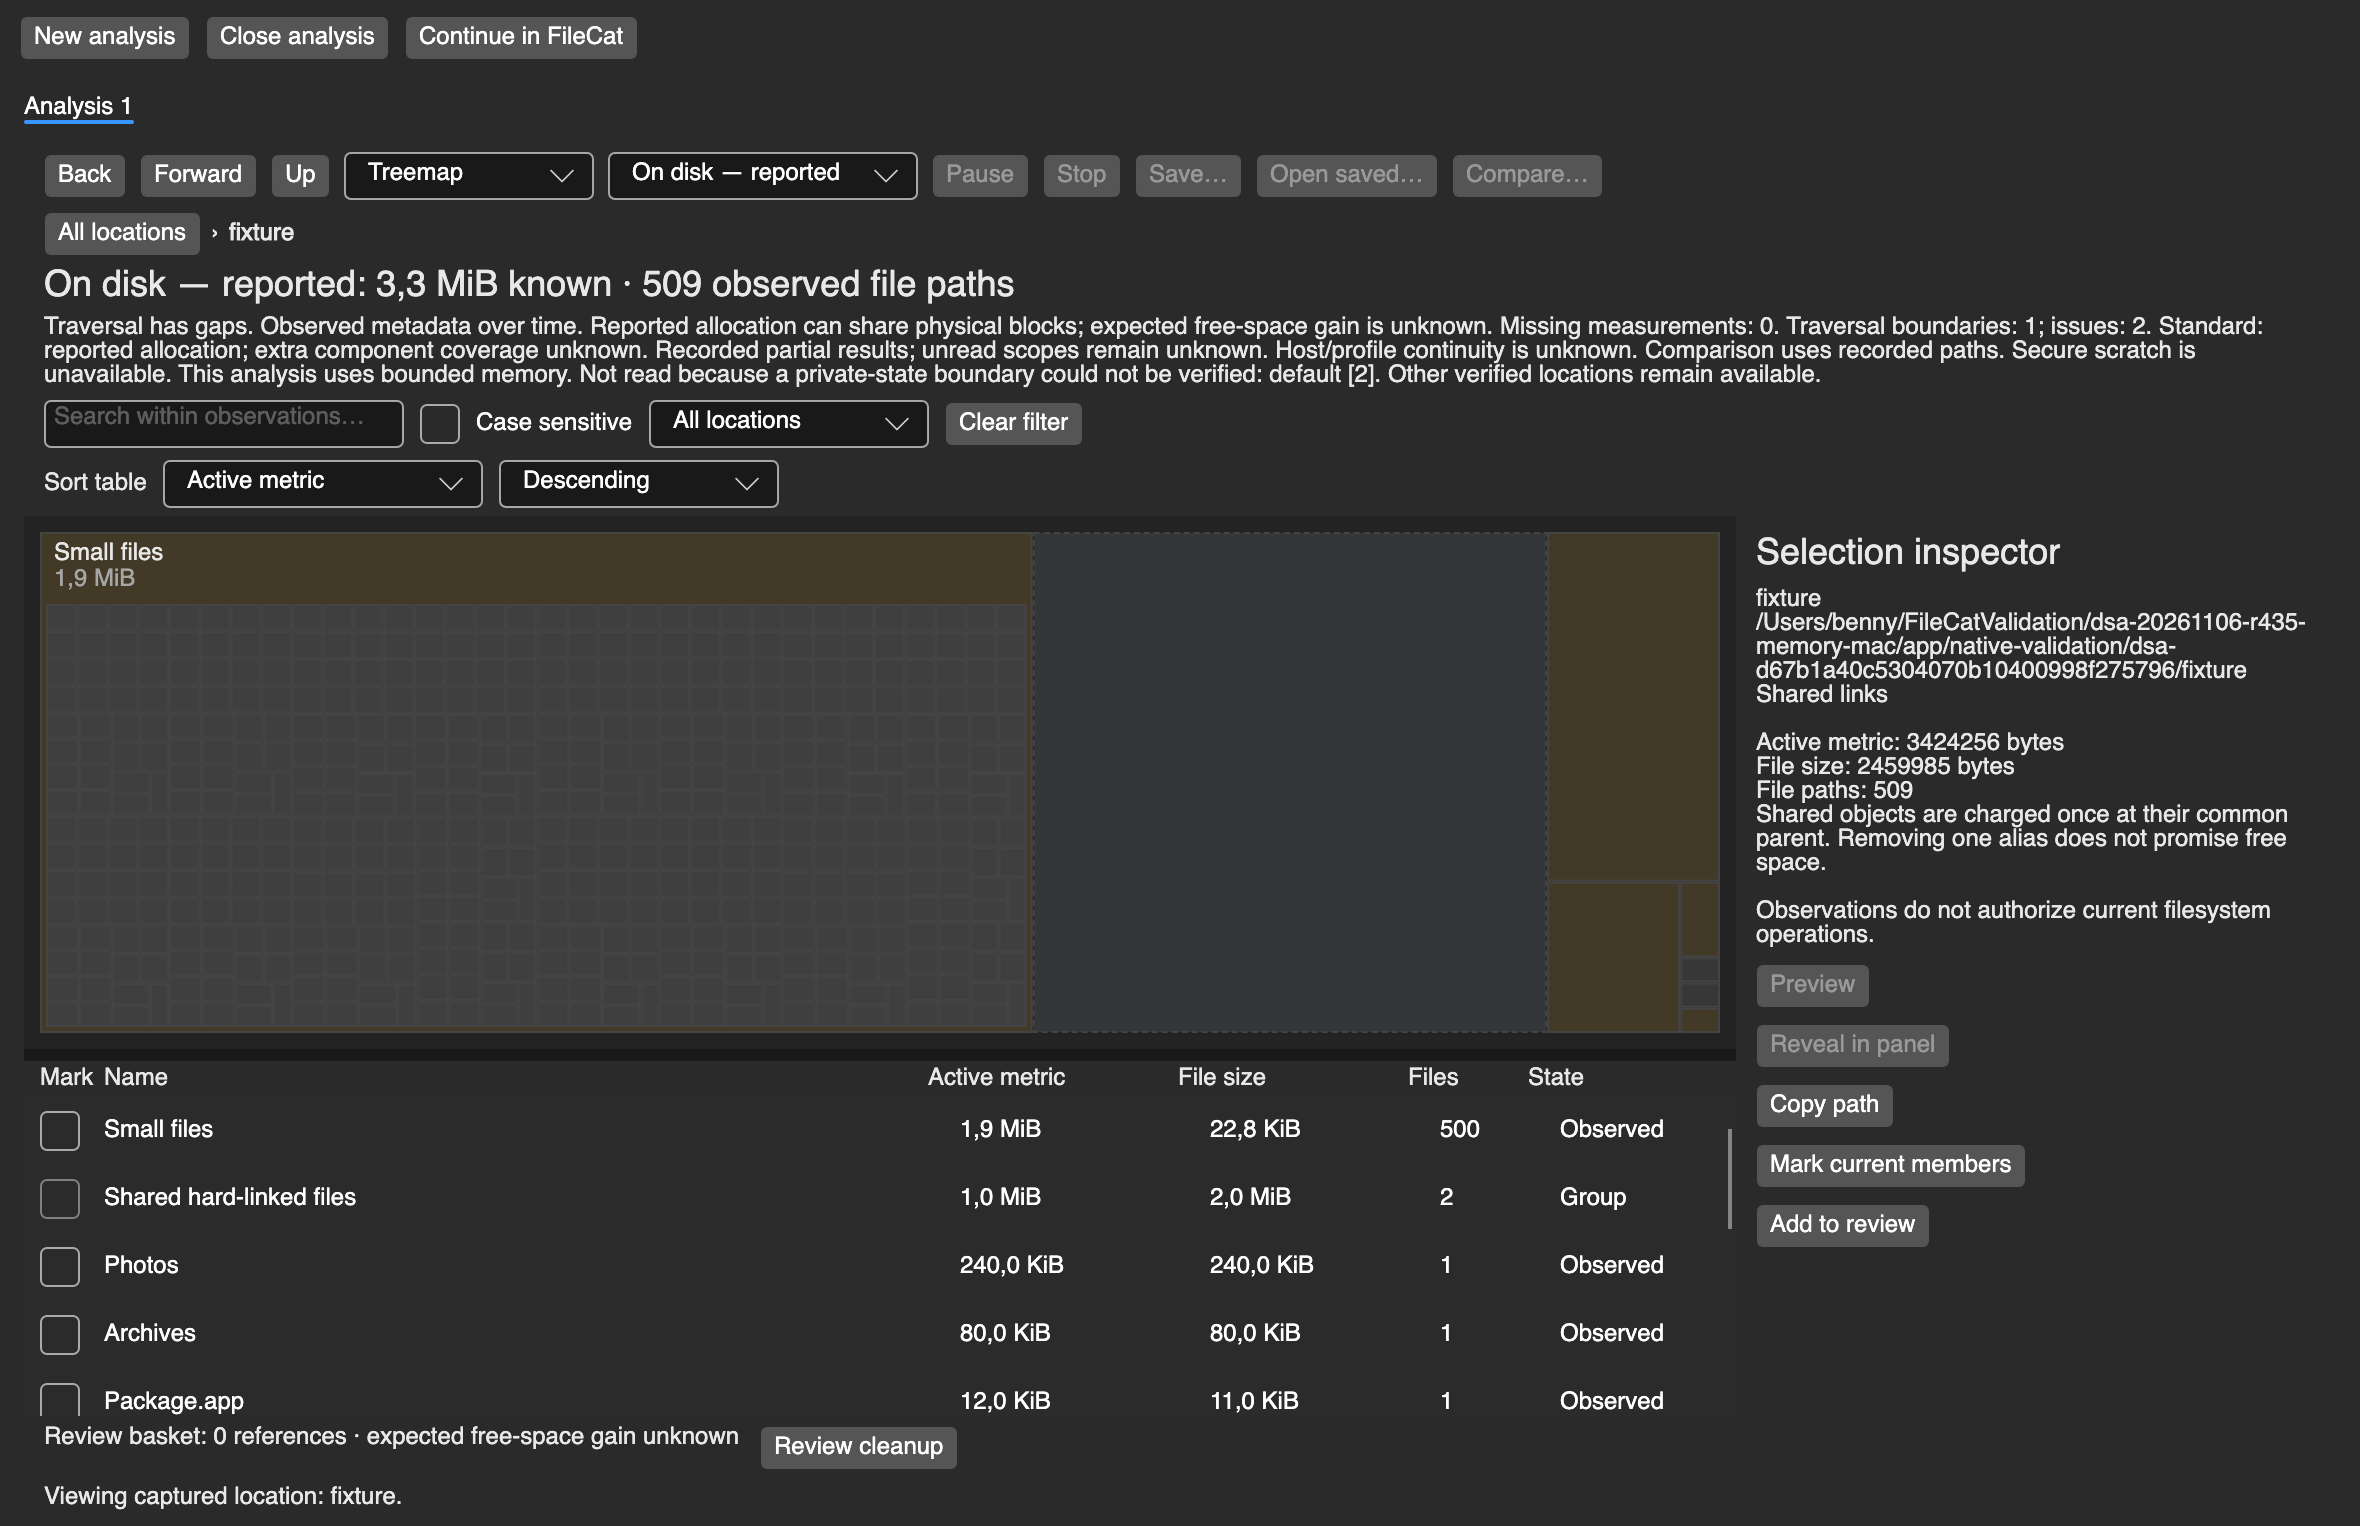 New analysis Close analysis Continue in FileCat
Analysis 1
Back Forward Up Treemap On disk — reported Pause Stop Save… Open saved… Compare…
All locations › fixture
On disk — reported: 3,3 MiB known · 509 observed file paths
Traversal has gaps. Observed metadata over time. Reported allocation can share physical blocks; expected free-space gain is unknown. Missing measurements: 0. Traversal boundaries: 1; issues: 2. Standard:
reported allocation; extra component coverage unknown. Recorded partial results; unread scopes remain unknown. Host/profile continuity is unknown. Comparison uses recorded paths. Secure scratch is
unavailable. This analysis uses bounded memory. Not read because a private-state boundary could not be verified: default [2]. Other verified locations remain available.
Search within observations… Case sensitive All locations Clear filter
Sort table Active metric Descending
Small files
1,9 MiB
Selection inspector
fixture
/Users/benny/FileCatValidation/dsa-20261106-r435-
memory-mac/app/native-validation/dsa-
d67b1a40c5304070b10400998f275796/fixture
Shared links
Active metric: 3424256 bytes
File size: 2459985 bytes
File paths: 509
Shared objects are charged once at their common
parent. Removing one alias does not promise free
space.
Observations do not authorize current filesystem
operations.
Preview
Reveal in panel
Copy path
Mark current members
Add to review
Mark Name Active metric File size Files State
Small files 1,9 MiB 22,8 KiB 500 Observed
Shared hard-linked files 1,0 MiB 2,0 MiB 2 Group
Photos 240,0 KiB 240,0 KiB 1 Observed
Archives 80,0 KiB 80,0 KiB 1 Observed
Package.app 12,0 KiB 11,0 KiB 1 Observed
Review basket: 0 references · expected free-space gain unknown Review cleanup
Viewing captured location: fixture.